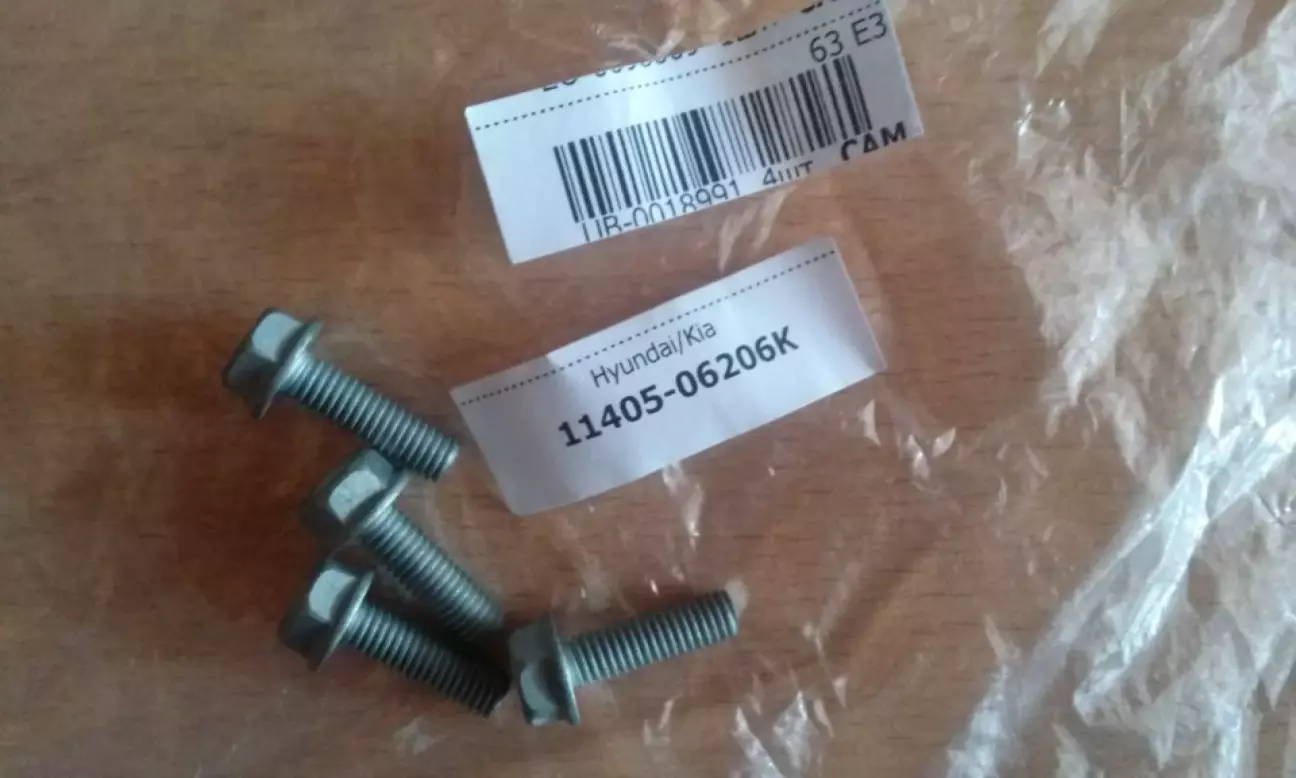 63 E3
UB-0018991 4шт CAM
Hyundai/Kia
11405-06206K